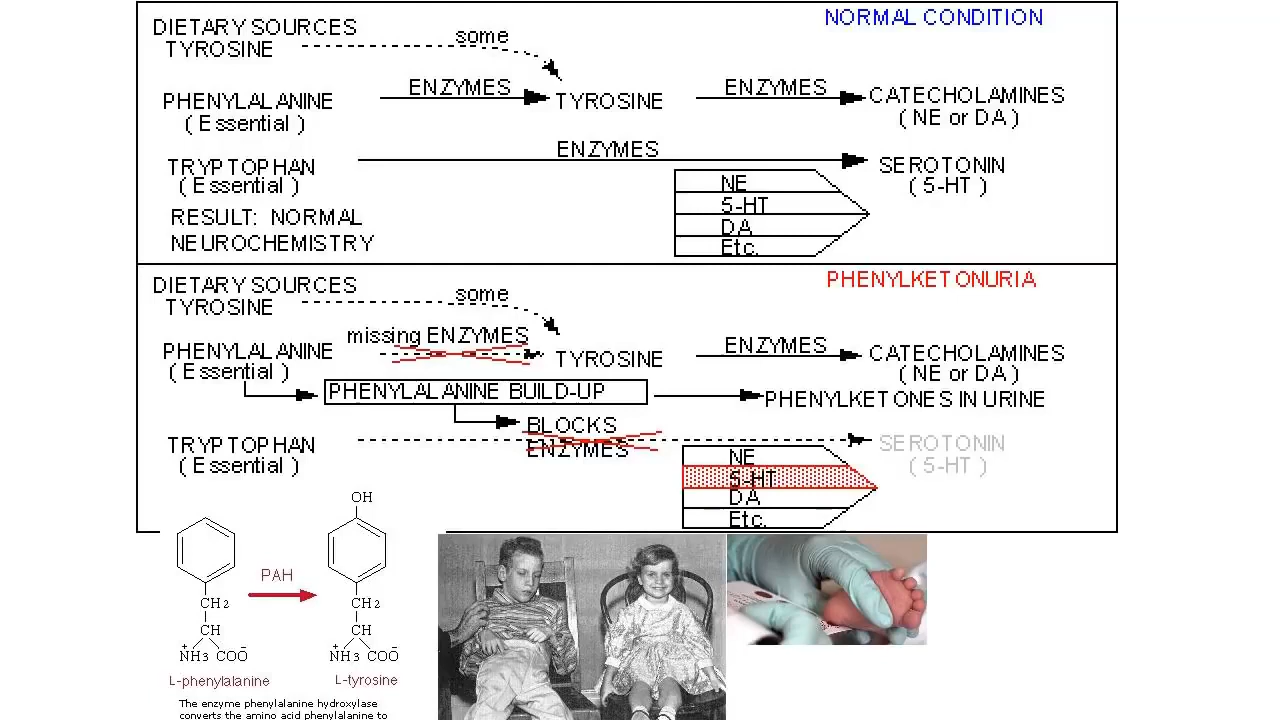 NORMAL CONDITION
DIETARY SOURCES
TYROSINE
some
PHENYLALANINE
( Essential )
ENZYMES
TYROSINE
ENZYMES
CATECHOLAMINES
( NE or DA )
TRYPTOPHAN
( Essential )
ENZYMES
SEROTONIN
( 5-HT )
RESULT: NORMAL
NEUROCHEMISTRY
NE
5-HT
DA
Etc.
PHENYLKETONURIA
DIETARY SOURCES
TYROSINE
some
missing ENZYMES
PHENYLALANINE
( Essential )
TYROSINE
ENZYMES
CATECHOLAMINES
( NE or DA )
PHENYLALANINE BUILD-UP
PHENYLKETONES IN URINE
BLOCKS
ENZYMES
TRYPTOPHAN
( Essential )
SEROTONIN
( 5-HT )
NE
5-HT
DA
Etc.
OH
PAH
CH2
CH
+
NH3 COO-
L-phenylalanine
CH2
CH
+
NH3 COO-
L-tyrosine
The enzyme phenylalanine hydroxylase
converts the amino acid phenylalanine to